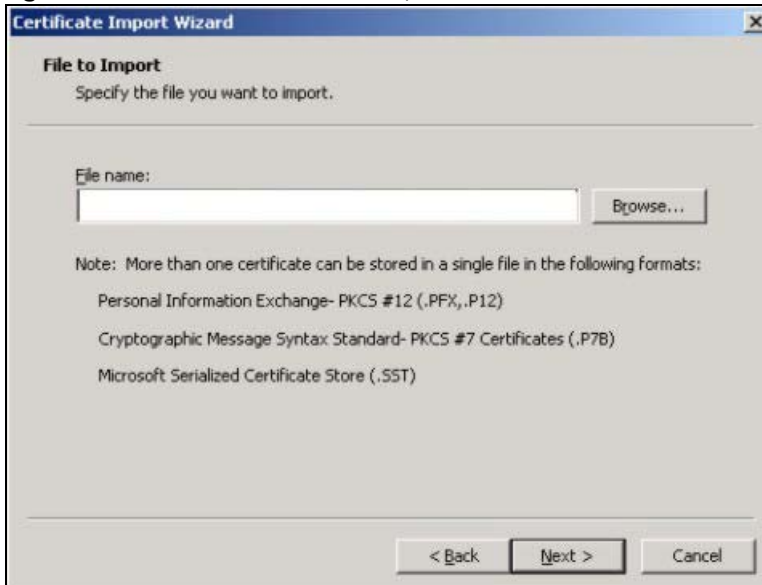 Certificate Import Wizard
File to Import
Specify the file you want to import.
File name:
Browse...
Note: More than one certificate can be stored in a single file in the following formats:
Personal Information Exchange- PKCS #12 (.PFX,.P12)
Cryptographic Message Syntax Standard- PKCS #7 Certificates (.P7B)
Microsoft Serialized Certificate Store (.SST)
< Back Next > Cancel